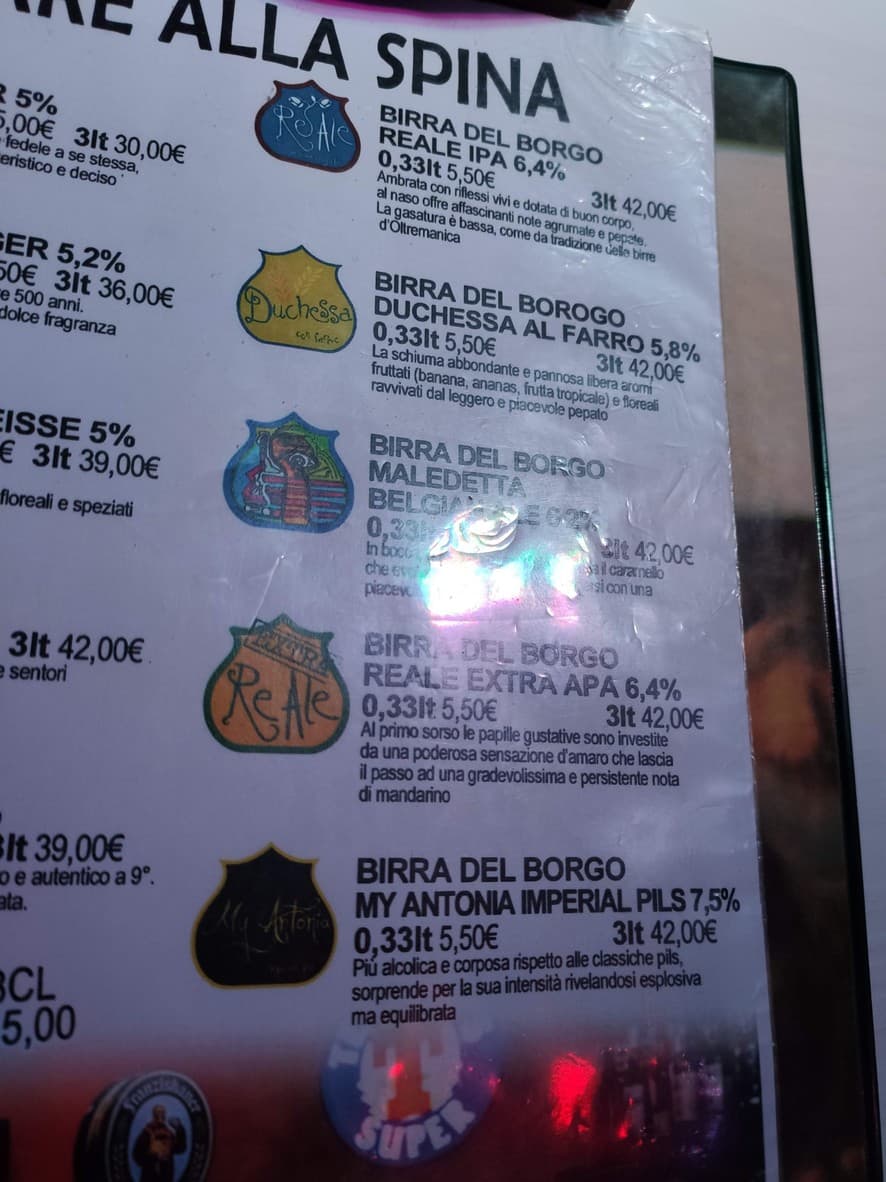 ALLA SPINA
5%
5,00€ 3lt 30,00€
fedele a se stessa,
e deciso
5,2%
3lt 36,00€
500 anni.
dolce fragranza
5%
€ 3lt 39,00€
floreali e speziati
3lt 42,00€
sentori
3lt 39,00€
o e autentico a 9°.
5,00
ReAle
BIRRA DEL BORGO
REALE IPA 6,4%
0,33lt 5,50€ 3lt 42,00€
Ambrata con riflessi vivi e dotata di buon corpo,
al naso offre affascinanti note agrumate e pepate.
La gasatura è bassa, come da tradizione delle birre
d'Oltremanica
Duchessa
BIRRA DEL BOROGO
DUCHESSA AL FARRO 5,8%
0,33lt 5,50€ 3lt 42,00€
La schiuma abbondante e pannosa libera aromi
fruttati (banana, ananas, frutta tropicale) e floreali
ravvivati dal leggero e piacevole pepato
BIRRA DEL BORGO
MALEDETTA
3lt 42,00€
In bocca il caramello
che
con una
EXTRA
ReAle
BIRRA DEL BORGO
REALE EXTRA APA 6,4%
0,33lt 5,50€ 3lt 42,00€
Al primo sorso le papille gustative sono investite
da una poderosa sensazione d'amaro che lascia
il passo ad una gradevolissima e persistente nota
di mandarino
My Antonia
BIRRA DEL BORGO
MY ANTONIA IMPERIAL PILS 7,5%
0,33lt 5,50€ 3lt 42,00€
Più alcolica e corposa rispetto alle classiche pils,
sorprende per la sua intensità rivelandosi esplosiva
ma equilibrata
Franziskaner
T
SUPER